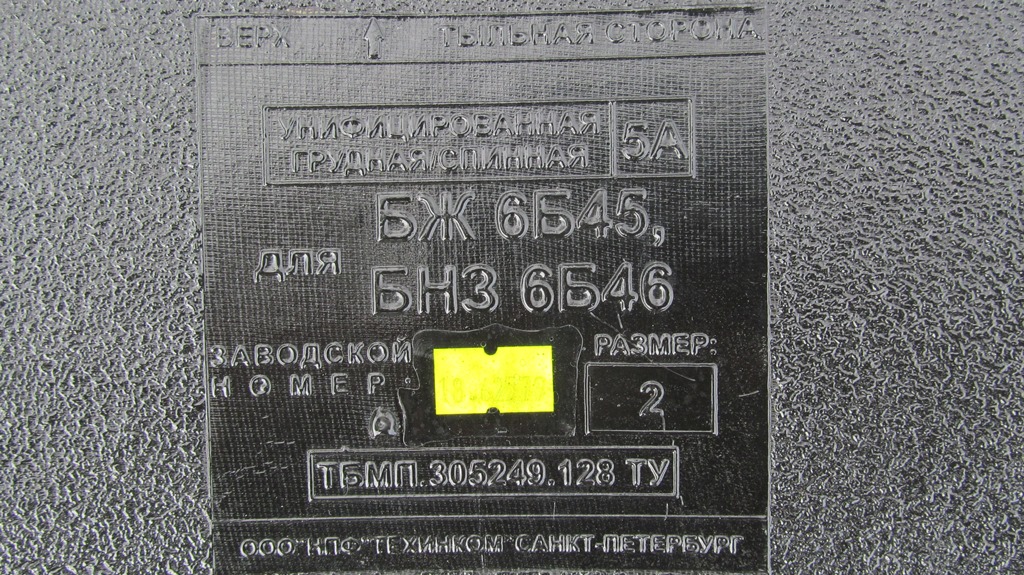 ВЕРХ ↑ ТЫЛЬНАЯ СТОРОНА
УНИФИЦИРОВАННАЯ
ГРУДНАЯ/СПИННАЯ
5А
для
БЖ 6Б45,
БНЗ 6Б46
ЗАВОДСКОЙ
НОМЕР
РАЗМЕР:
2
ТБМП.305249.128 ТУ
ООО"НПФ"ТЕХИНКОМ"САНКТ-ПЕТЕРБУРГ